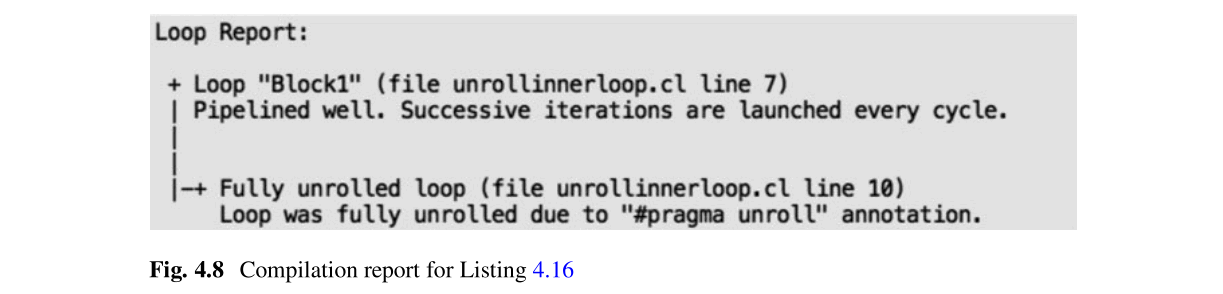 Loop Report:
+ Loop "Block1" (file unrollinnerloop.cl line 7)
| Pipelined well. Successive iterations are launched every cycle.
|
|
|-+ Fully unrolled loop (file unrollinnerloop.cl line 10)
Loop was fully unrolled due to "#pragma unroll" annotation.
Fig. 4.8 Compilation report for Listing 4.16